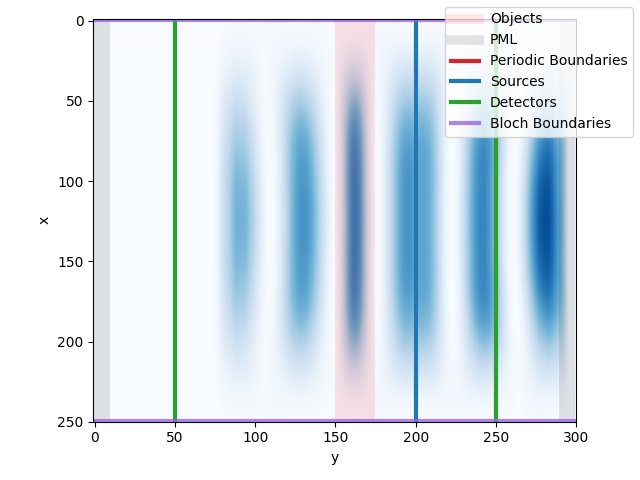 Objects
PML
Periodic Boundaries
Sources
Detectors
Bloch Boundaries
0
50
100
150
200
250
x
0 50 100 150 200 250 300
y